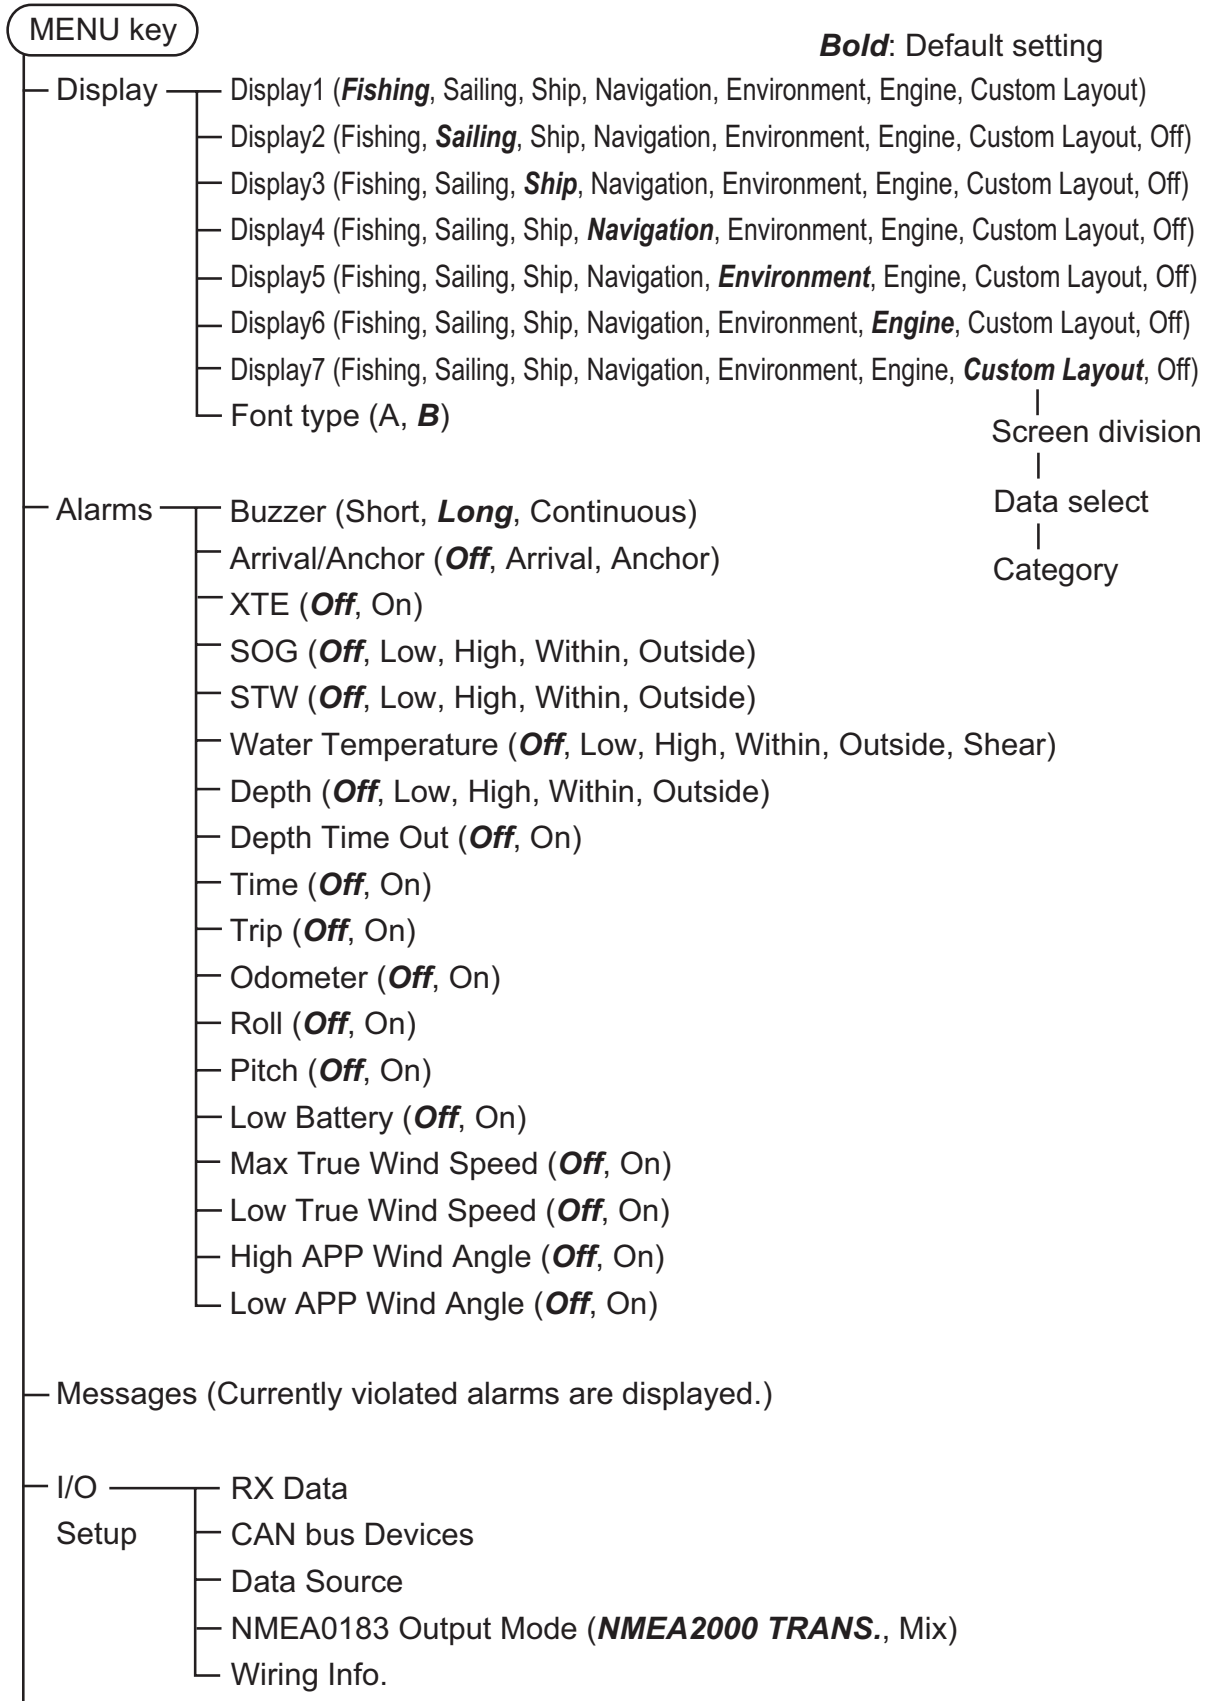 MENU key
Bold: Default setting
Display
Display1 (Fishing, Sailing, Ship, Navigation, Environment, Engine, Custom Layout)
Display2 (Fishing, Sailing, Ship, Navigation, Environment, Engine, Custom Layout, Off)
Display3 (Fishing, Sailing, Ship, Navigation, Environment, Engine, Custom Layout, Off)
Display4 (Fishing, Sailing, Ship, Navigation, Environment, Engine, Custom Layout, Off)
Display5 (Fishing, Sailing, Ship, Navigation, Environment, Engine, Custom Layout, Off)
Display6 (Fishing, Sailing, Ship, Navigation, Environment, Engine, Custom Layout, Off)
Display7 (Fishing, Sailing, Ship, Navigation, Environment, Engine, Custom Layout, Off)
Font type (A, B)
Screen division
Data select
Category
Alarms
Buzzer (Short, Long, Continuous)
Arrival/Anchor (Off, Arrival, Anchor)
XTE (Off, On)
SOG (Off, Low, High, Within, Outside)
STW (Off, Low, High, Within, Outside)
Water Temperature (Off, Low, High, Within, Outside, Shear)
Depth (Off, Low, High, Within, Outside)
Depth Time Out (Off, On)
Time (Off, On)
Trip (Off, On)
Odometer (Off, On)
Roll (Off, On)
Pitch (Off, On)
Low Battery (Off, On)
Max True Wind Speed (Off, On)
Low True Wind Speed (Off, On)
High APP Wind Angle (Off, On)
Low APP Wind Angle (Off, On)
Messages (Currently violated alarms are displayed.)
I/O
Setup
RX Data
CAN bus Devices
Data Source
NMEA0183 Output Mode (NMEA2000 TRANS., Mix)
Wiring Info.